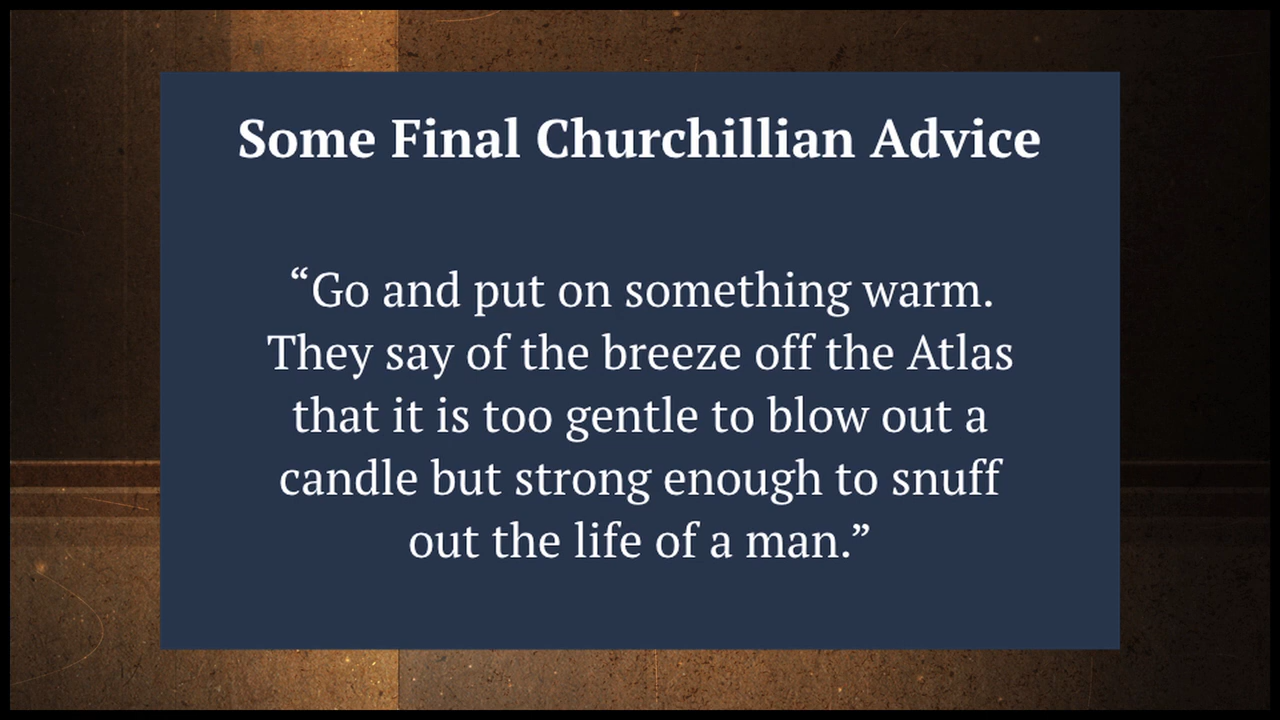 Some Final Churchillian Advice
“Go and put on something warm.
They say of the breeze off the Atlas
that it is too gentle to blow out a
candle but strong enough to snuff
out the life of a man.”